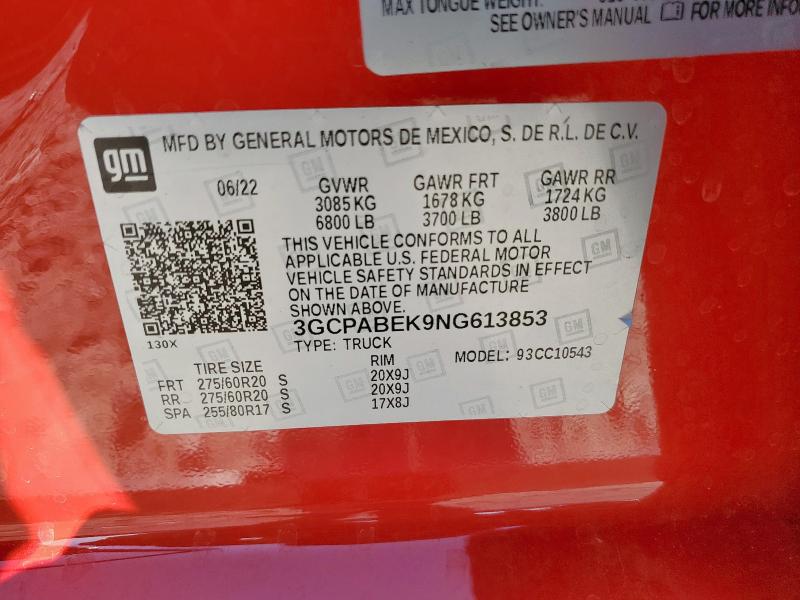 MAX TONGUE WEIGHT:
SEE OWNER'S MANUAL FOR MORE INFO
gm
MFD BY GENERAL MOTORS DE MEXICO, S. DE R.L. DE C.V.
06/22 GVWR GAWR FRT GAWR RR
3085 KG 1678 KG 1724 KG
6800 LB 3700 LB 3800 LB
THIS VEHICLE CONFORMS TO ALL
APPLICABLE U.S. FEDERAL MOTOR
VEHICLE SAFETY STANDARDS IN EFFECT
ON THE DATE OF MANUFACTURE
SHOWN ABOVE.
3GCPABEK9NG613853
130X
TYPE: TRUCK MODEL: 93CC10543
TIRE SIZE RIM
FRT 275/60R20 S 20X9J
RR 275/60R20 S 20X9J
SPA 255/80R17 S 17X8J